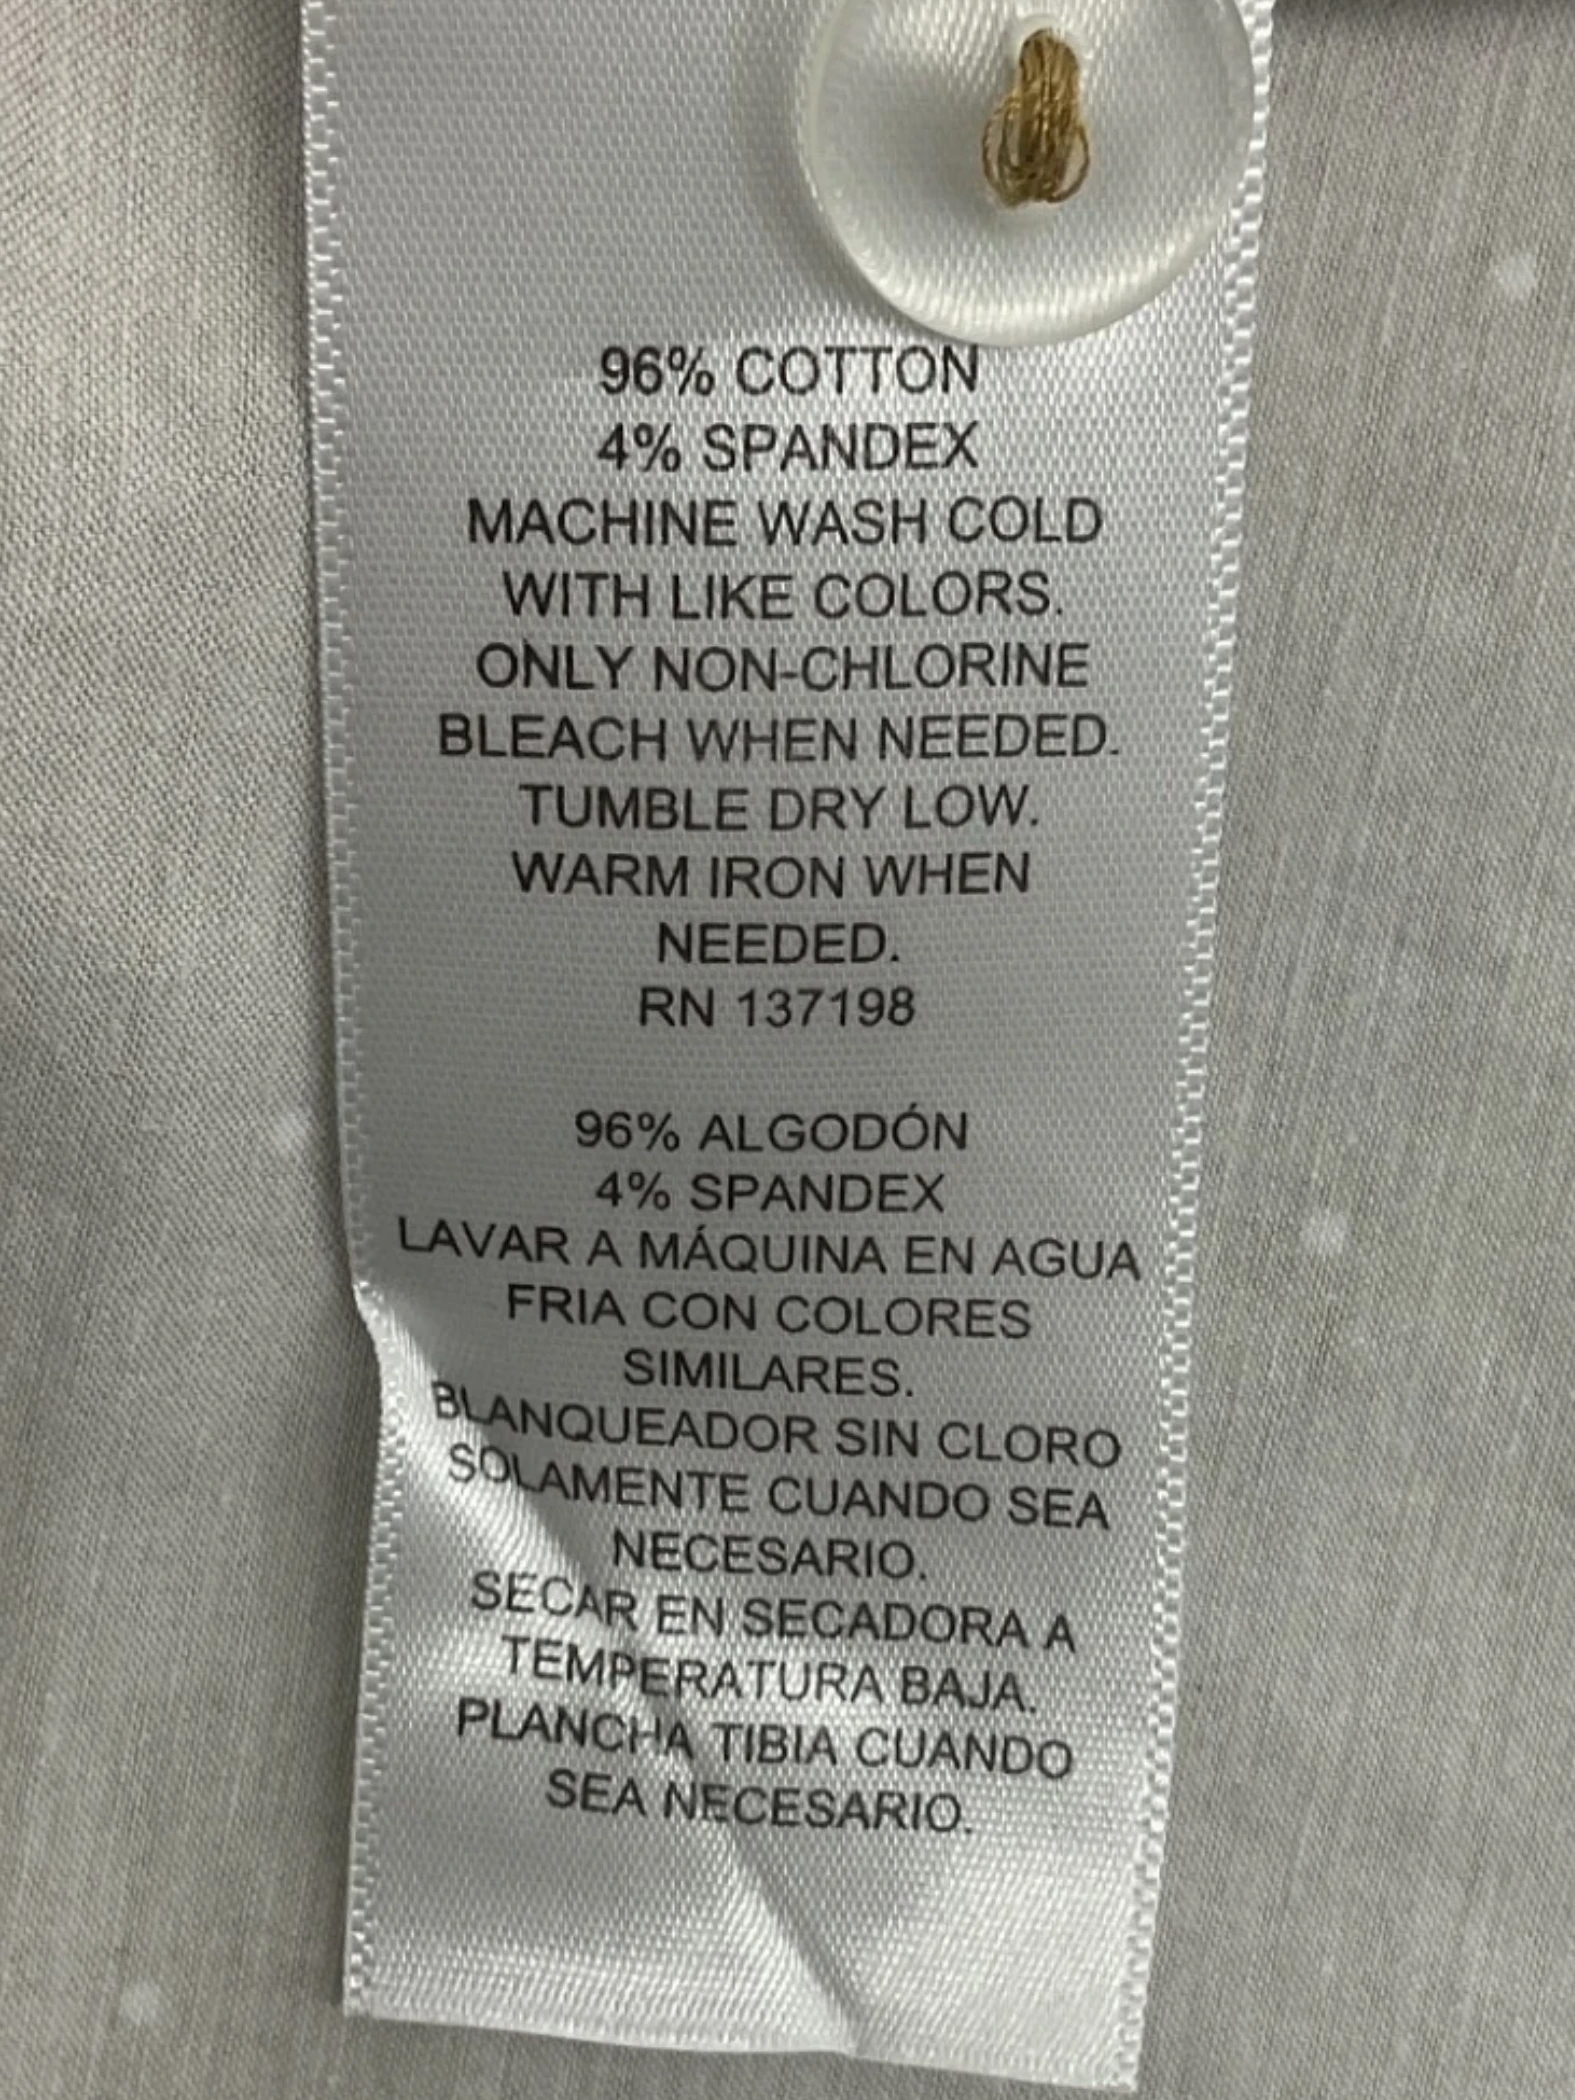 96% COTTON
4% SPANDEX
MACHINE WASH COLD
WITH LIKE COLORS.
ONLY NON-CHLORINE
BLEACH WHEN NEEDED.
TUMBLE DRY LOW.
WARM IRON WHEN
NEEDED.
RN 137198
96% ALGODÓN
4% SPANDEX
LAVAR A MÁQUINA EN AGUA
FRIA CON COLORES
SIMILARES.
BLANQUEADOR SIN CLORO
SOLAMENTE CUANDO SEA
NECESARIO.
SECAR EN SECADORA A
TEMPERATURA BAJA.
PLANCHA TIBIA CUANDO
SEA NECESARIO.